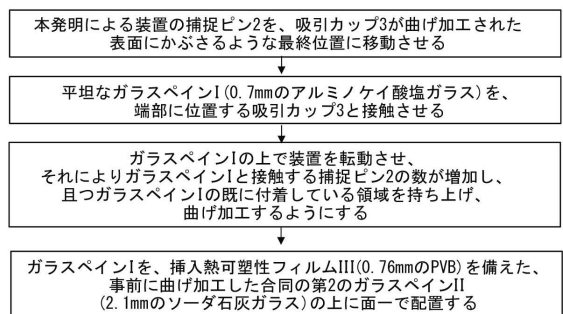 本発明による装置の捕捉ピン2を、吸引カップ3が曲げ加工された
表面にかぶさるような最終位置に移動させる
平坦なガラスペインI(0.7mmのアルミノケイ酸塩ガラス)を、
端部に位置する吸引カップ3と接触させる
ガラスペインIの上で装置を転動させ、
それによりガラスペインIと接触する捕捉ピン2の数が増加し、
且つガラスペインIの既に付着している領域を持ち上げ、
曲げ加工するようにする
ガラスペインIを、挿入熱可塑性フィルムIII(0.76mmのPVB)を備えた、
事前に曲げ加工した合同の第2のガラスペインII
(2.1mmのソーダ石灰ガラス)の上に面一で配置する